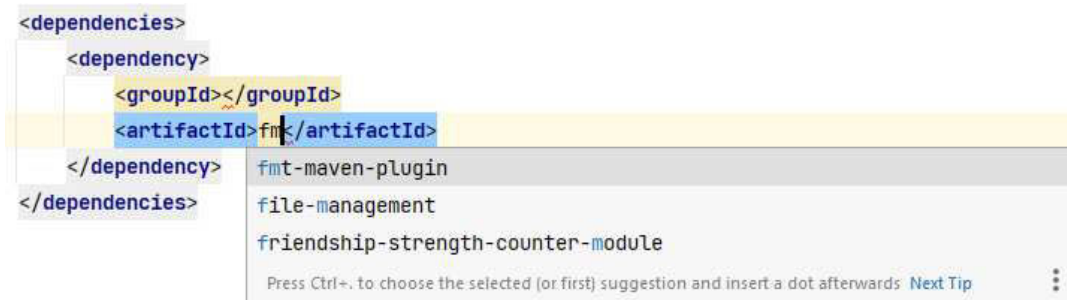 <dependencies>
<dependency>
<groupId></groupId>
<artifactId>fm</artifactId>
</dependency>
fmt-maven-plugin
</dependencies>
file-management
friendship-strength-counter-module
Press Ctrl+. to choose the selected (or first) suggestion and insert a dot afterwards Next Tip